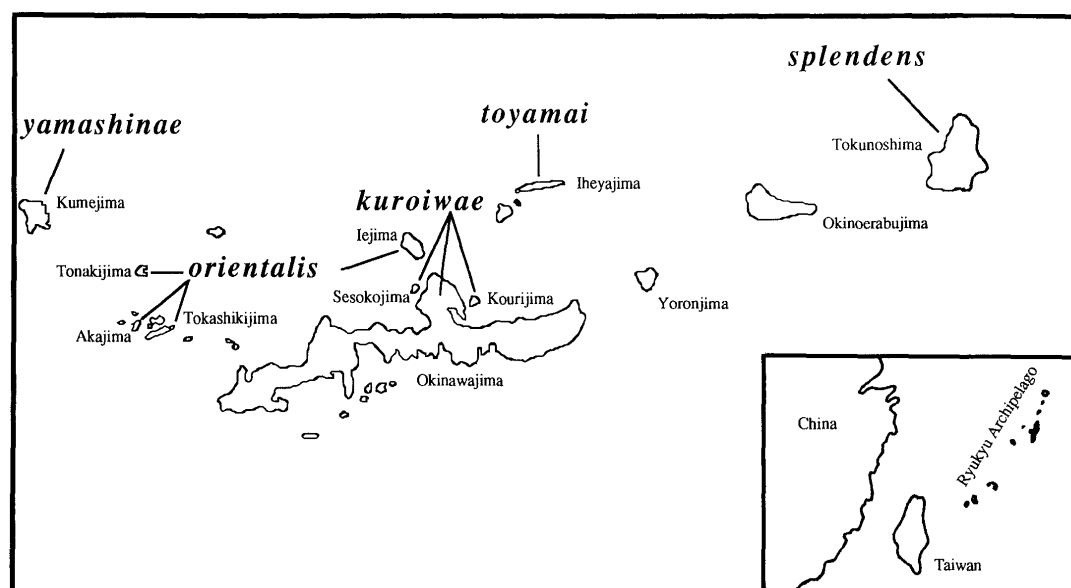 splendens
yamashinae
toyamai
Tokunoshima
Iheyajima
Kumejima
kuroiwae
Okinoerabujima
Iejima
Tonakijima
orientalis
Sesokojima
Kourijima
Yoronjima
Akajima
Tokashikijima
Okinawajima
China
Ryukyu Archipelago
Taiwan